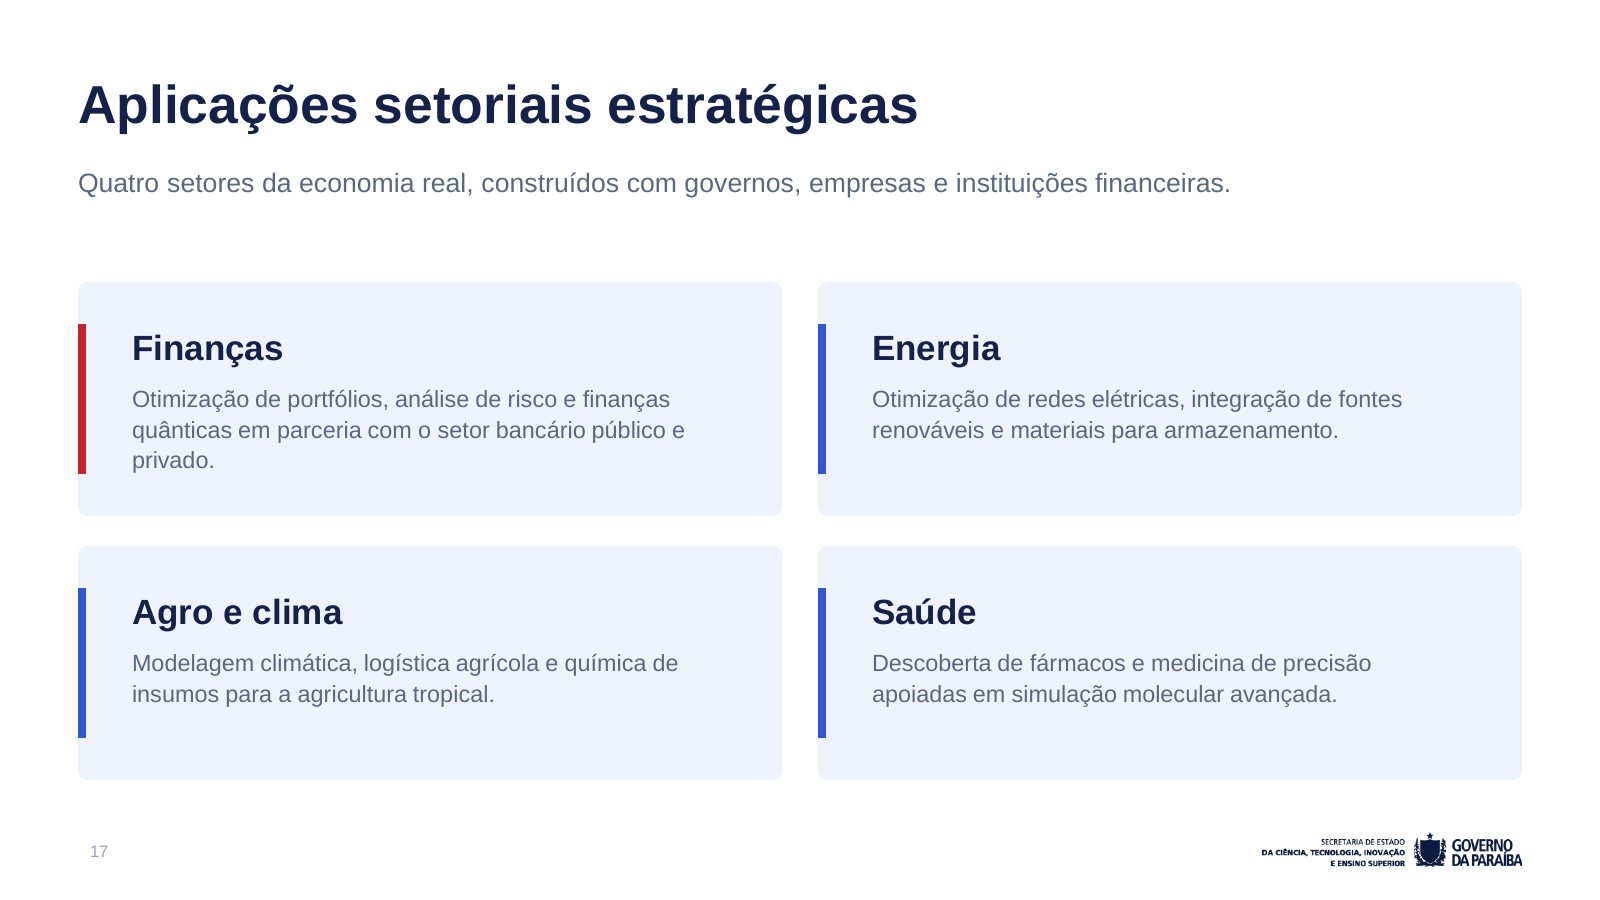 Aplicações setoriais estratégicas
Quatro setores da economia real, construídos com governos, empresas e instituições financeiras.
Finanças
Otimização de portfólios, análise de risco e finanças
quânticas em parceria com o setor bancário público e
privado.
Energia
Otimização de redes elétricas, integração de fontes
renováveis e materiais para armazenamento.
Agro e clima
Modelagem climática, logística agrícola e química de
insumos para a agricultura tropical.
Saúde
Descoberta de fármacos e medicina de precisão
apoiadas em simulação molecular avançada.
17
SECRETARIA DE ESTADO
DA CIÊNCIA, TECNOLOGIA, INOVAÇÃO
E ENSINO SUPERIOR
GOVERNO
DA PARAÍBA